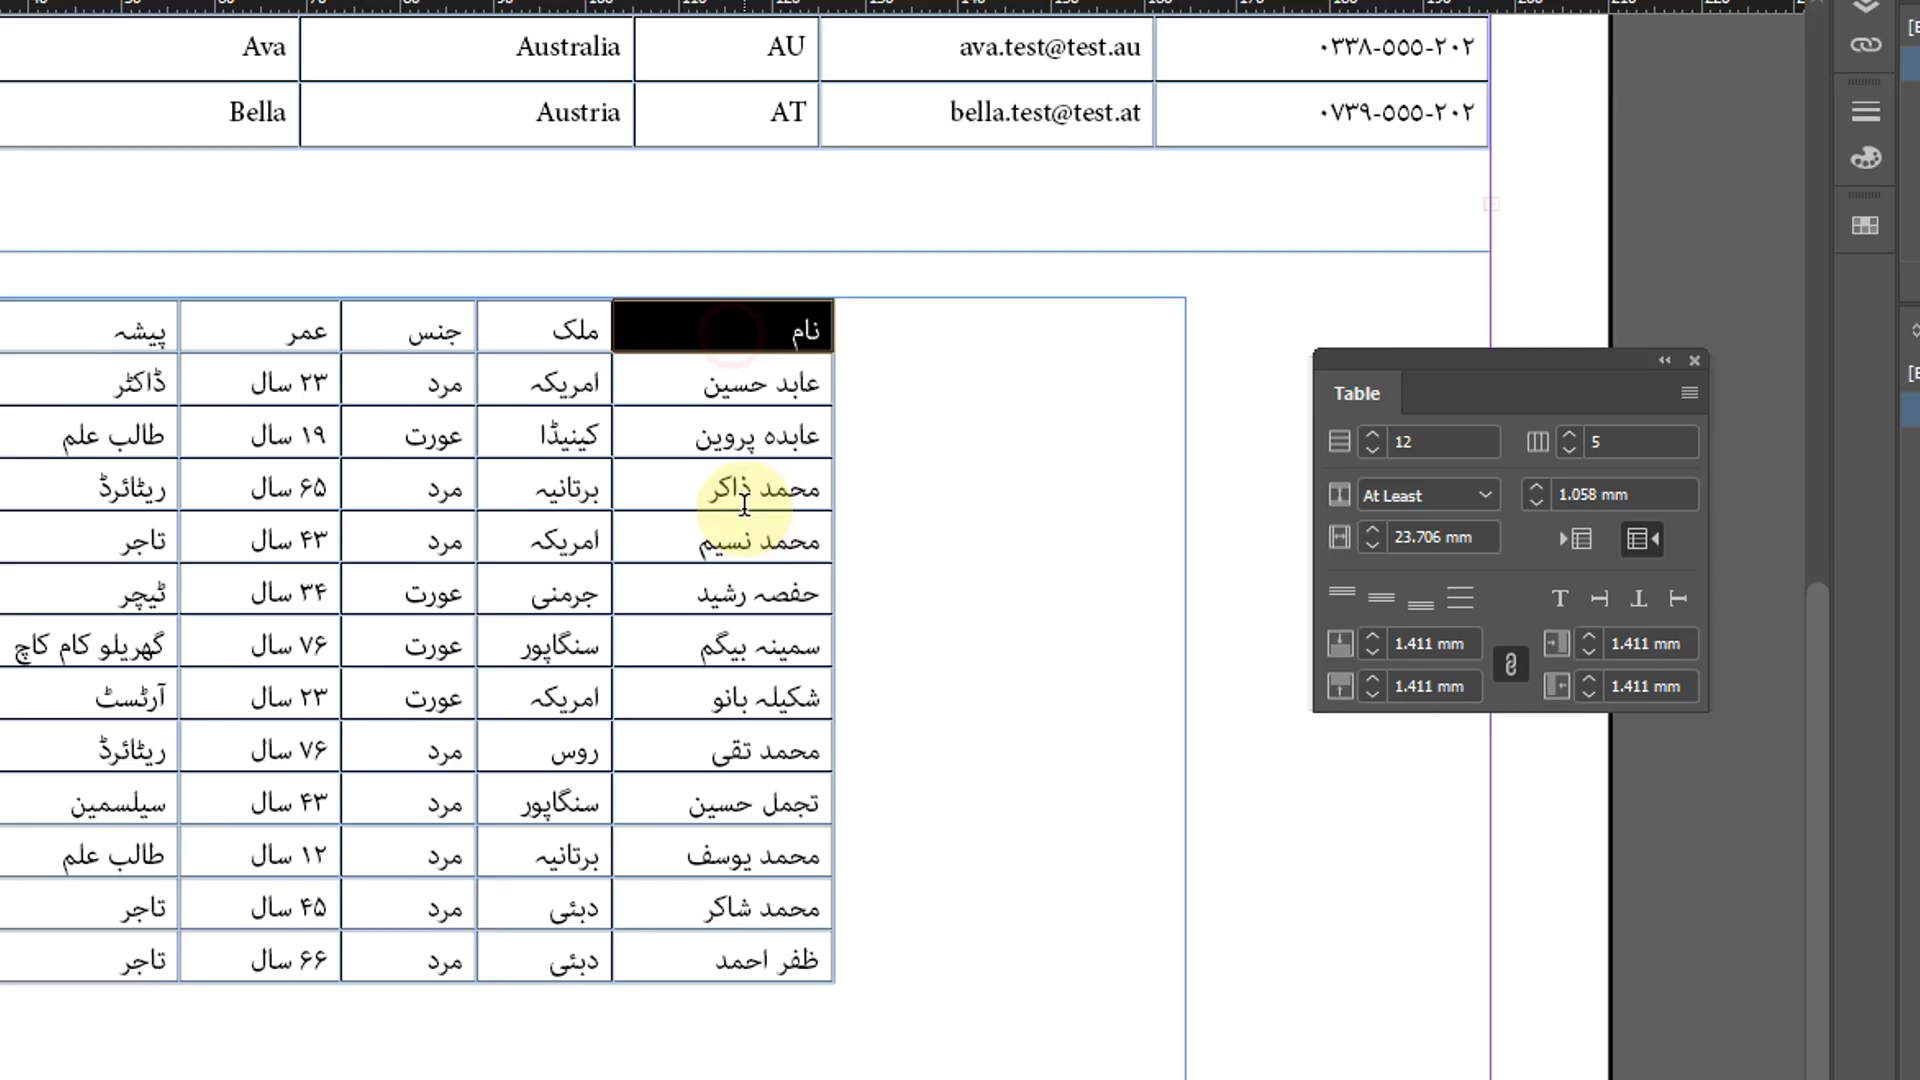 Ava Australia AU ava.test@test.au ۰۳۳۸-۵۵۵-۲۰۲
Bella Austria AT bella.test@test.at ۰۷۳۹-۵۵۵-۲۰۲
نام ملک جنس عمر پیشہ
عابد حسین امریکہ مرد ۲۳ سال ڈاکٹر
عابدہ پروین کینیڈا عورت ۱۹ سال طالب علم
محمد ذاکر برتانیہ مرد ۶۵ سال ریٹائرڈ
محمد نسیم امریکہ مرد ۴۳ سال تاجر
حفصہ رشید جرمنی عورت ۳۴ سال ٹیچر
سمینہ بیگم سنگاپور عورت ۷۶ سال گھریلو کام کاچ
شکیلہ بانو امریکہ عورت ۲۳ سال آرٹسٹ
محمد تقی روس مرد ۷۶ سال ریٹائرڈ
تجمل حسین سنگاپور مرد ۴۳ سال سیلسمین
محمد یوسف برتانیہ مرد ۱۲ سال طالب علم
محمد شاکر دبئی مرد ۴۵ سال تاجر
ظفر احمد دبئی مرد ۶۶ سال تاجر
Table
12 5
At Least 1.058 mm
23.706 mm
1.411 mm 1.411 mm
1.411 mm 1.411 mm